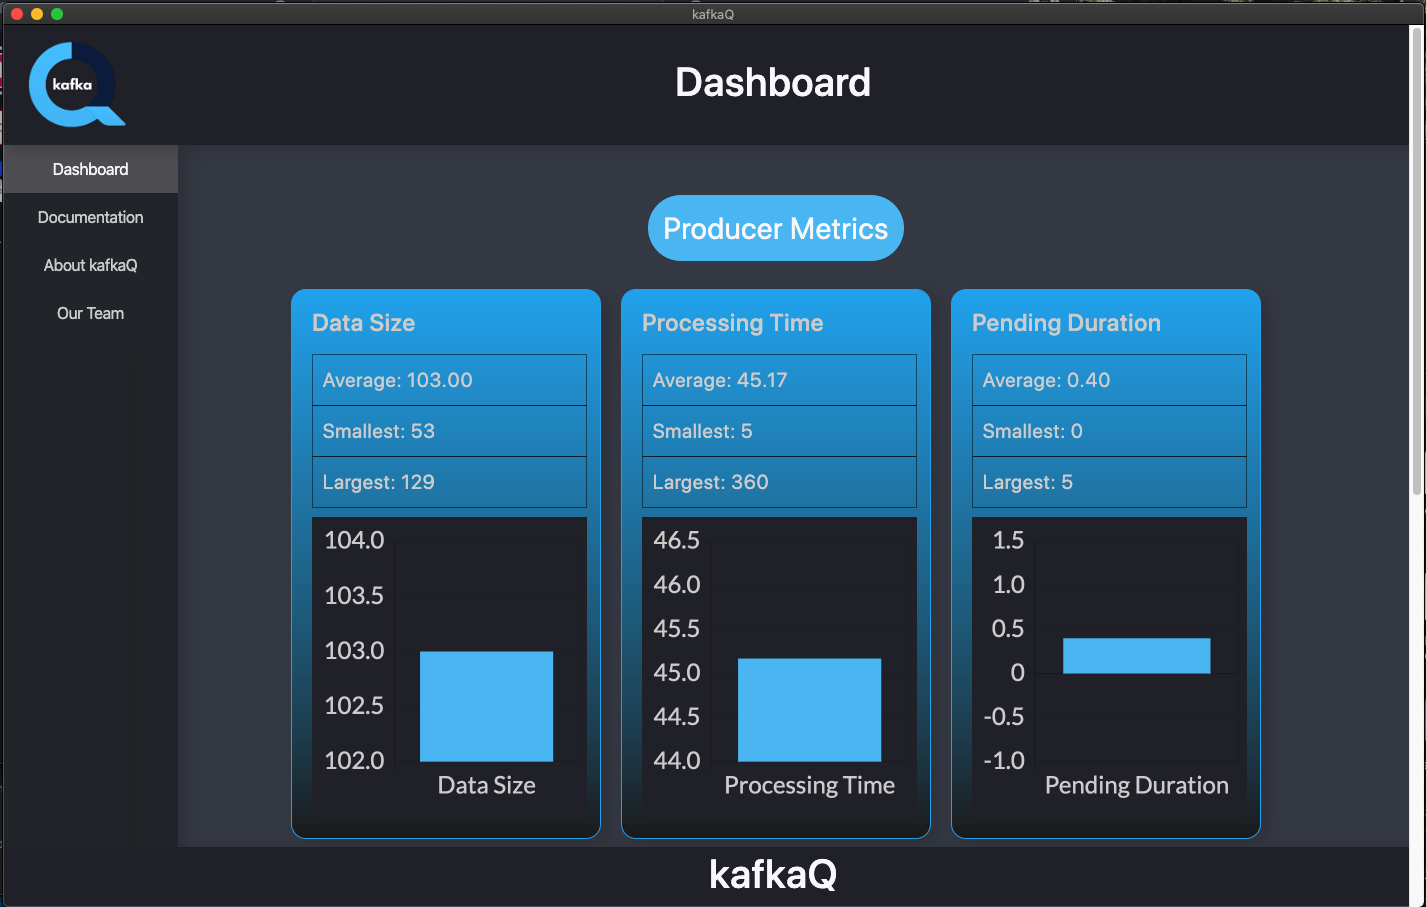 kafkaQ
kafka
Dashboard
Dashboard
Documentation
About kafkaQ
Our Team
Producer Metrics
Data Size
Average: 103.00
Smallest: 53
Largest: 129
104.0
103.5
103.0
102.5
102.0
Data Size
Processing Time
Average: 45.17
Smallest: 5
Largest: 360
46.5
46.0
45.5
45.0
44.5
44.0
Processing Time
Pending Duration
Average: 0.40
Smallest: 0
Largest: 5
1.5
1.0
0.5
0
-0.5
-1.0
Pending Duration
kafkaQ